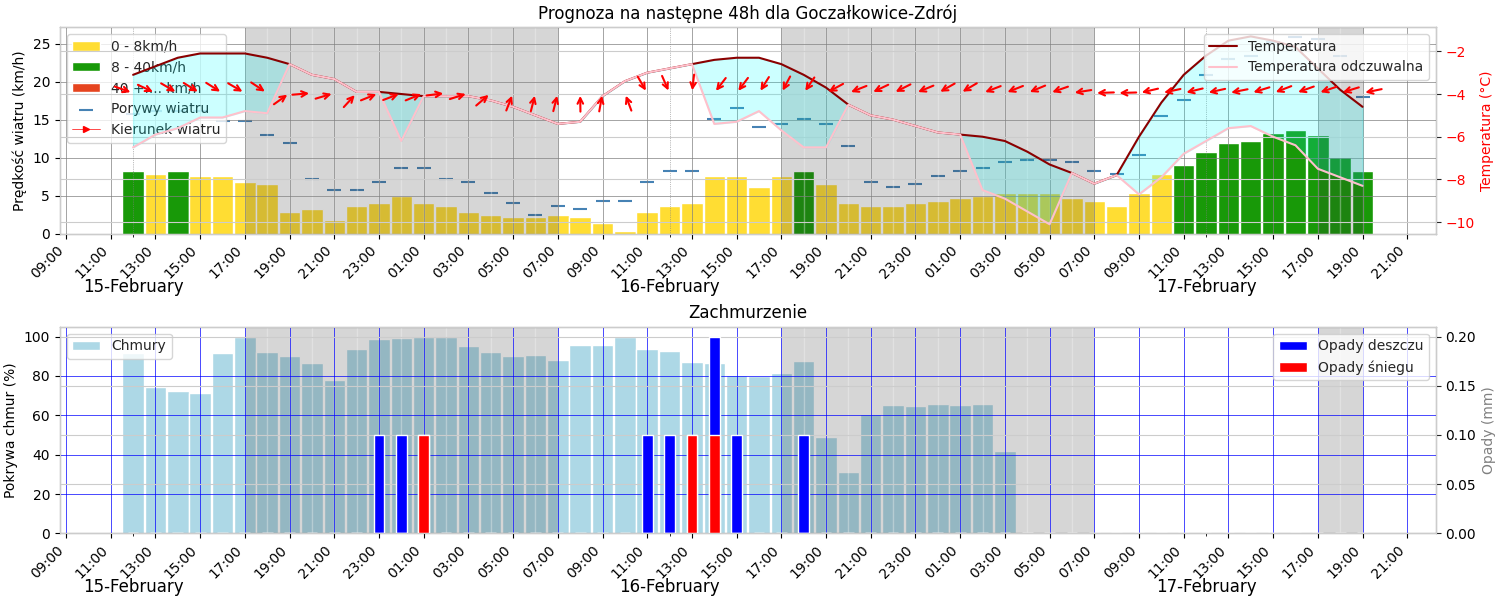 Prognoza na następne 48h dla Goczałkowice-Zdrój
Prędkość wiatru (km/h)
25
20
15
10
5
0
0 - 8km/h
8 - 40km/h
Porywy wiatru
Kierunek wiatru
Temperatura
Temperatura odczuwalna
−2
−4
−6
−8
−10
Temperatura (°C)
09:00 11:00 13:00 15:00 17:00 19:00 21:00 23:00 01:00 03:00 05:00 07:00 09:00 11:00 13:00 15:00 17:00 19:00 21:00 23:00 01:00 03:00 05:00 07:00 09:00 11:00 13:00 15:00 17:00 19:00 21:00
15-February 16-February 17-February
Zachmurzenie
Pokrywa chmur (%)
100
80
60
40
20
0
Chmury
Opady deszczu
Opady śniegu
0.20
0.15
0.10
0.05
0.00
Opady (mm)
09:00 11:00 13:00 15:00 17:00 19:00 21:00 23:00 01:00 03:00 05:00 07:00 09:00 11:00 13:00 15:00 17:00 19:00 21:00 23:00 01:00 03:00 05:00 07:00 09:00 11:00 13:00 15:00 17:00 19:00 21:00
15-February 16-February 17-February